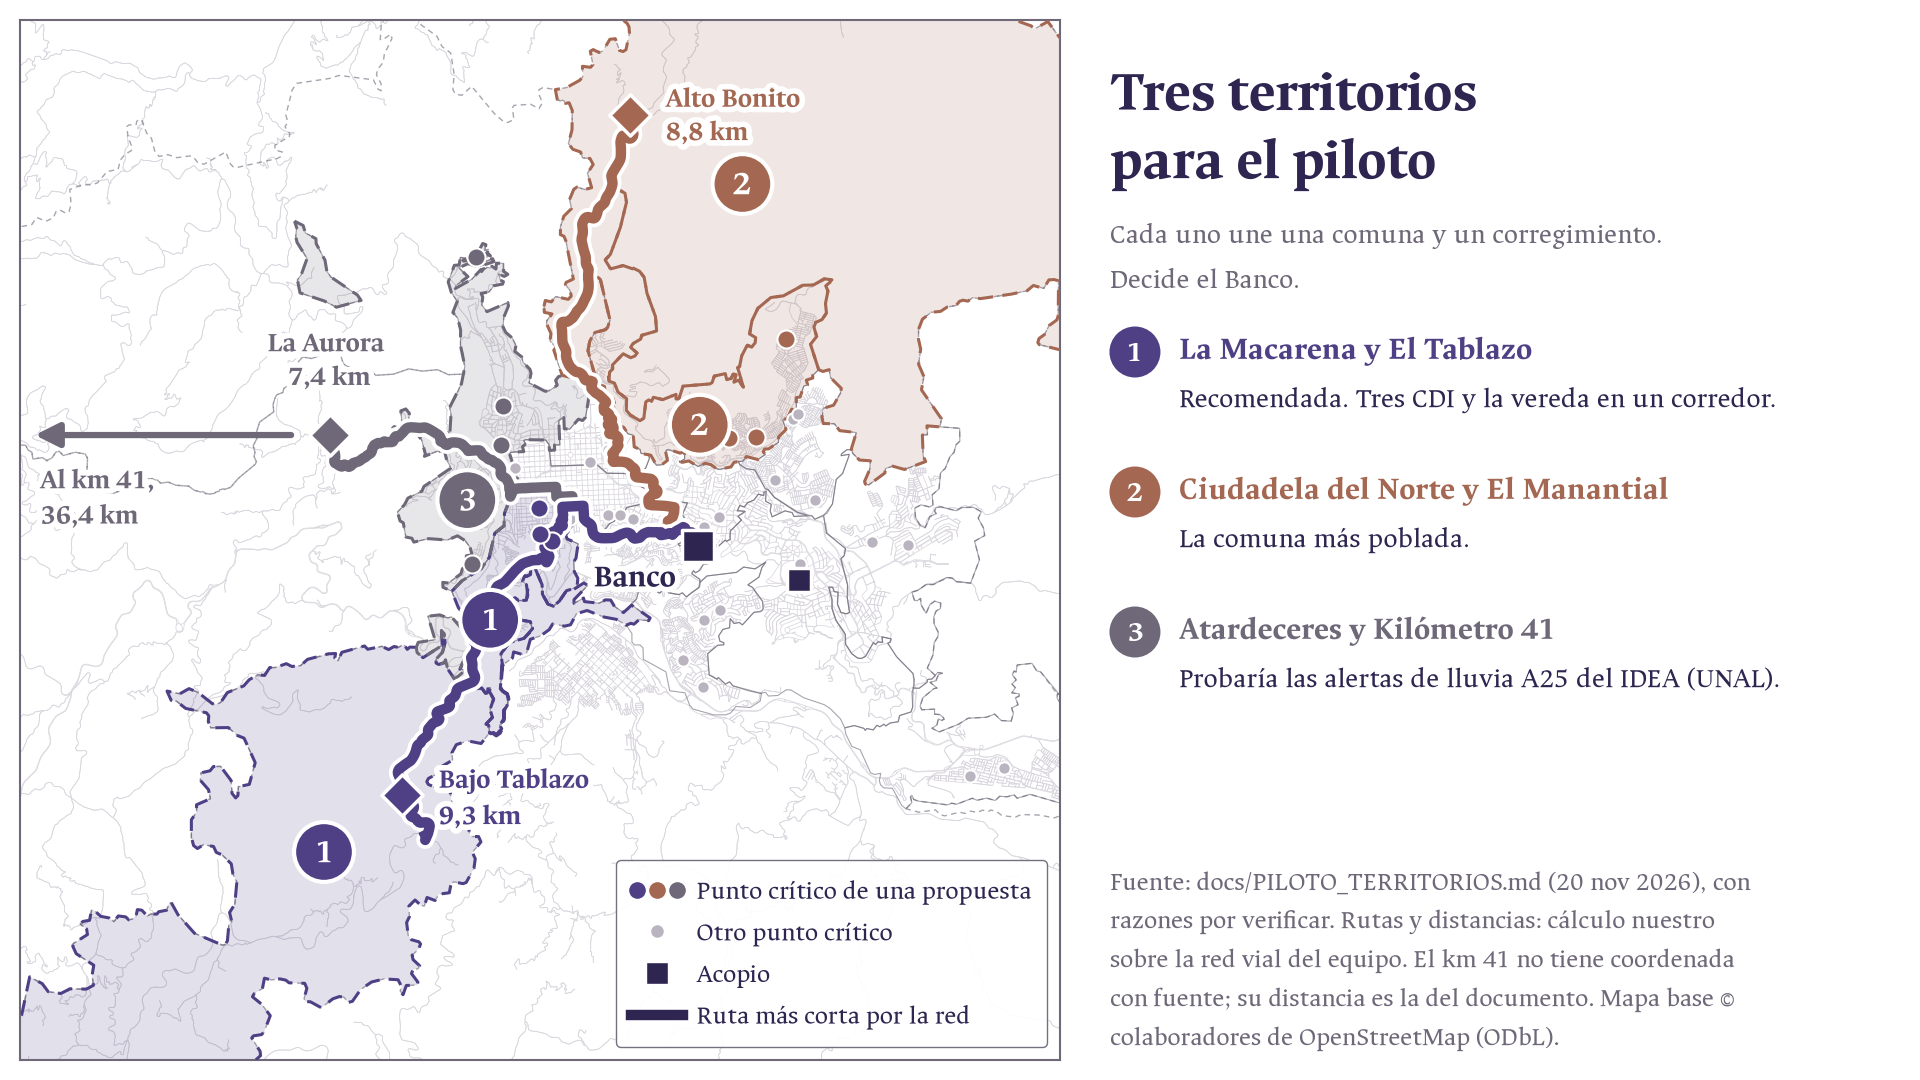 Alto Bonito
8,8 km
2
La Aurora
7,4 km
2
Al km 41,
36,4 km
3
Banco
1
Bajo Tablazo
9,3 km
1
Punto crítico de una propuesta
Otro punto crítico
Acopio
Ruta más corta por la red
Tres territorios
para el piloto
Cada uno une una comuna y un corregimiento.
Decide el Banco.
1 La Macarena y El Tablazo
Recomendada. Tres CDI y la vereda en un corredor.
2 Ciudadela del Norte y El Manantial
La comuna más poblada.
3 Atardeceres y Kilómetro 41
Probaría las alertas de lluvia A25 del IDEA (UNAL).
Fuente: docs/PILOTO_TERRITORIOS.md (20 nov 2026), con
razones por verificar. Rutas y distancias: cálculo nuestro
sobre la red vial del equipo. El km 41 no tiene coordenada
con fuente; su distancia es la del documento. Mapa base ©
colaboradores de OpenStreetMap (ODbL).